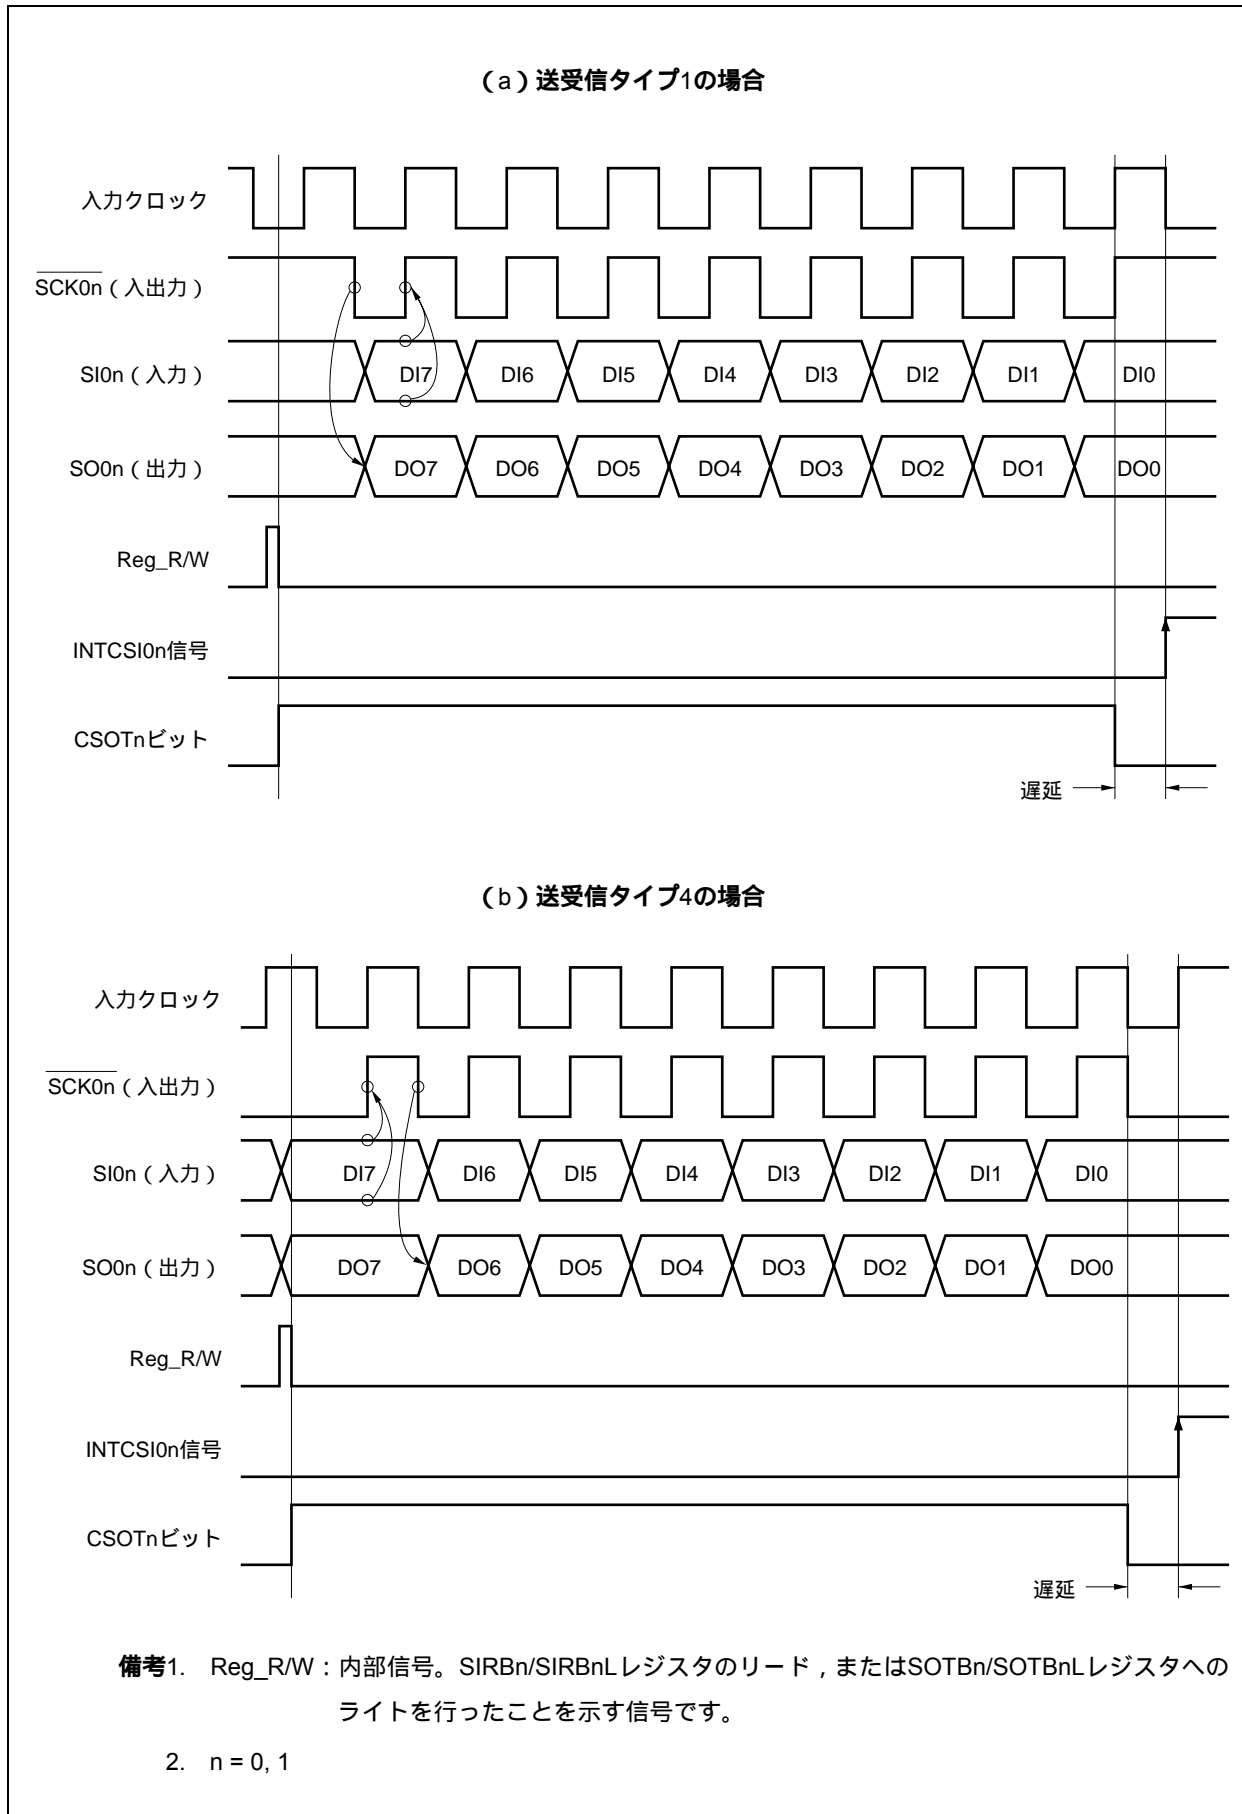 （a）送受信タイプ1の場合
入力クロック
SCK0n（入出力）
SI0n（入力）
DI7 DI6 DI5 DI4 DI3 DI2 DI1 DI0
SO0n（出力）
DO7 DO6 DO5 DO4 DO3 DO2 DO1 DO0
Reg_R/W
INTCSI0n信号
CSOTnビット
遅延
（b）送受信タイプ4の場合
入力クロック
SCK0n（入出力）
SI0n（入力）
DI7 DI6 DI5 DI4 DI3 DI2 DI1 DI0
SO0n（出力）
DO7 DO6 DO5 DO4 DO3 DO2 DO1 DO0
Reg_R/W
INTCSI0n信号
CSOTnビット
遅延
備考1. Reg_R/W：内部信号。SIRBn/SIRBnLレジスタのリード，またはSOTBn/SOTBnLレジスタへの
ライトを行ったことを示す信号です。
2. n = 0, 1